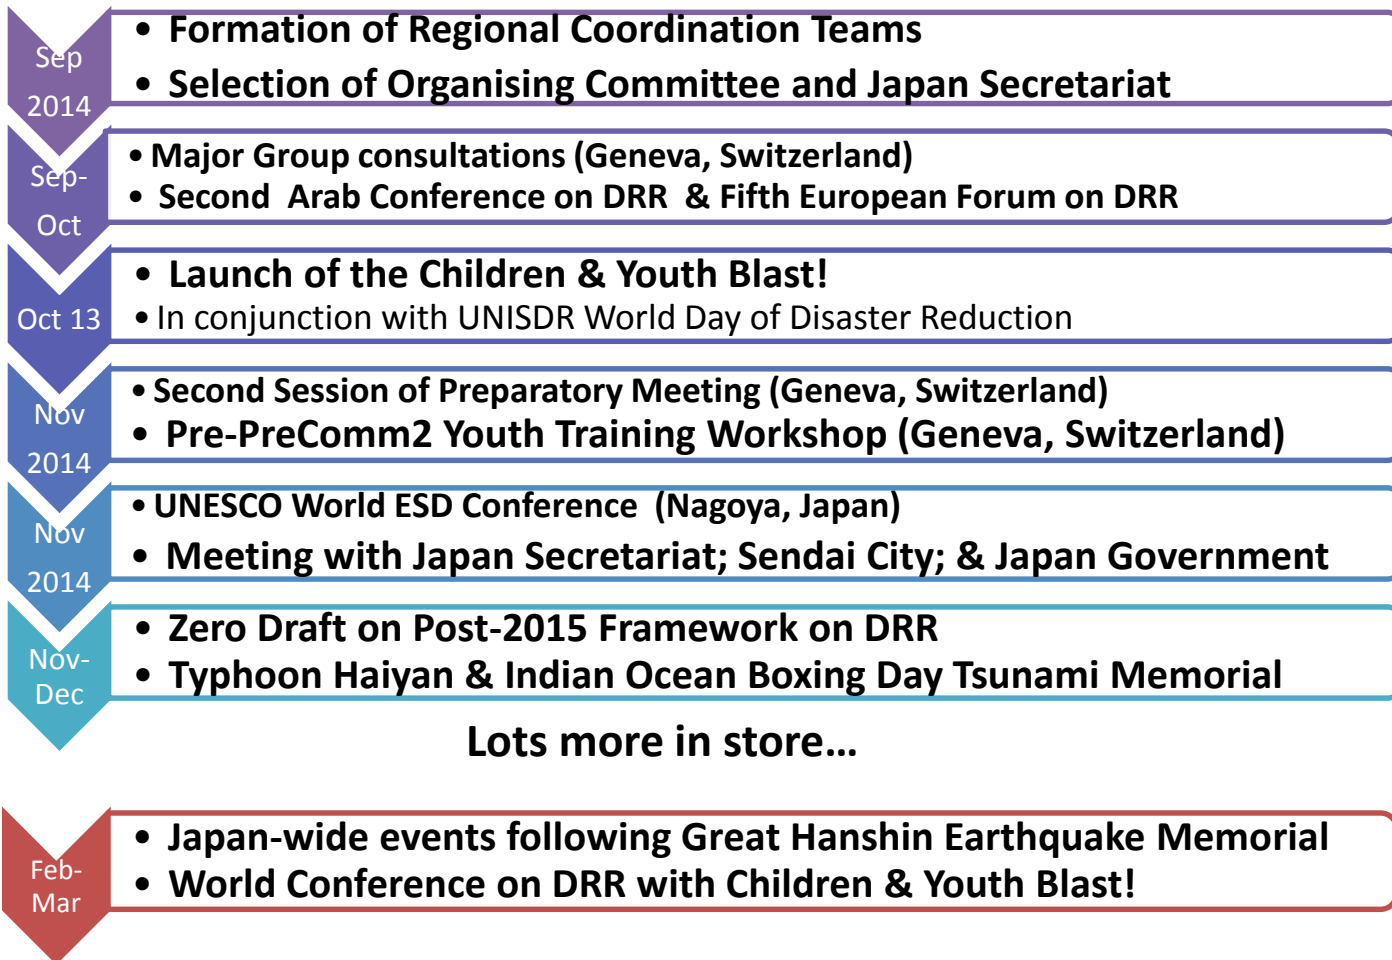 Sep
2014
• Formation of Regional Coordination Teams
• Selection of Organising Committee and Japan Secretariat
Sep-
Oct
• Major Group consultations (Geneva, Switzerland)
• Second Arab Conference on DRR & Fifth European Forum on DRR
Oct 13
• Launch of the Children & Youth Blast!
• In conjunction with UNISDR World Day of Disaster Reduction
Nov
2014
• Second Session of Preparatory Meeting (Geneva, Switzerland)
• Pre-PreComm2 Youth Training Workshop (Geneva, Switzerland)
Nov
2014
• UNESCO World ESD Conference (Nagoya, Japan)
• Meeting with Japan Secretariat; Sendai City; & Japan Government
Nov-
Dec
• Zero Draft on Post-2015 Framework on DRR
• Typhoon Haiyan & Indian Ocean Boxing Day Tsunami Memorial
Lots more in store…
Feb-
Mar
• Japan-wide events following Great Hanshin Earthquake Memorial
• World Conference on DRR with Children & Youth Blast!